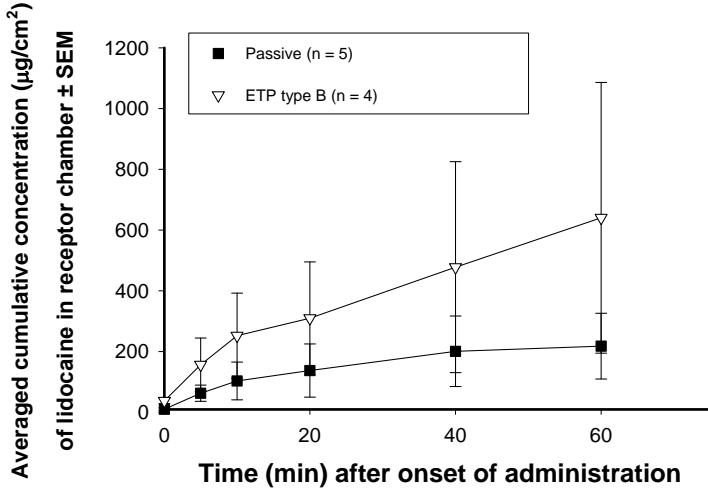 Averaged cumulative concentration (µg/cm²)
of lidocaine in receptor chamber ± SEM
1200
1000
800
600
400
200
0
Passive (n = 5)
ETP type B (n = 4)
0 20 40 60
Time (min) after onset of administration